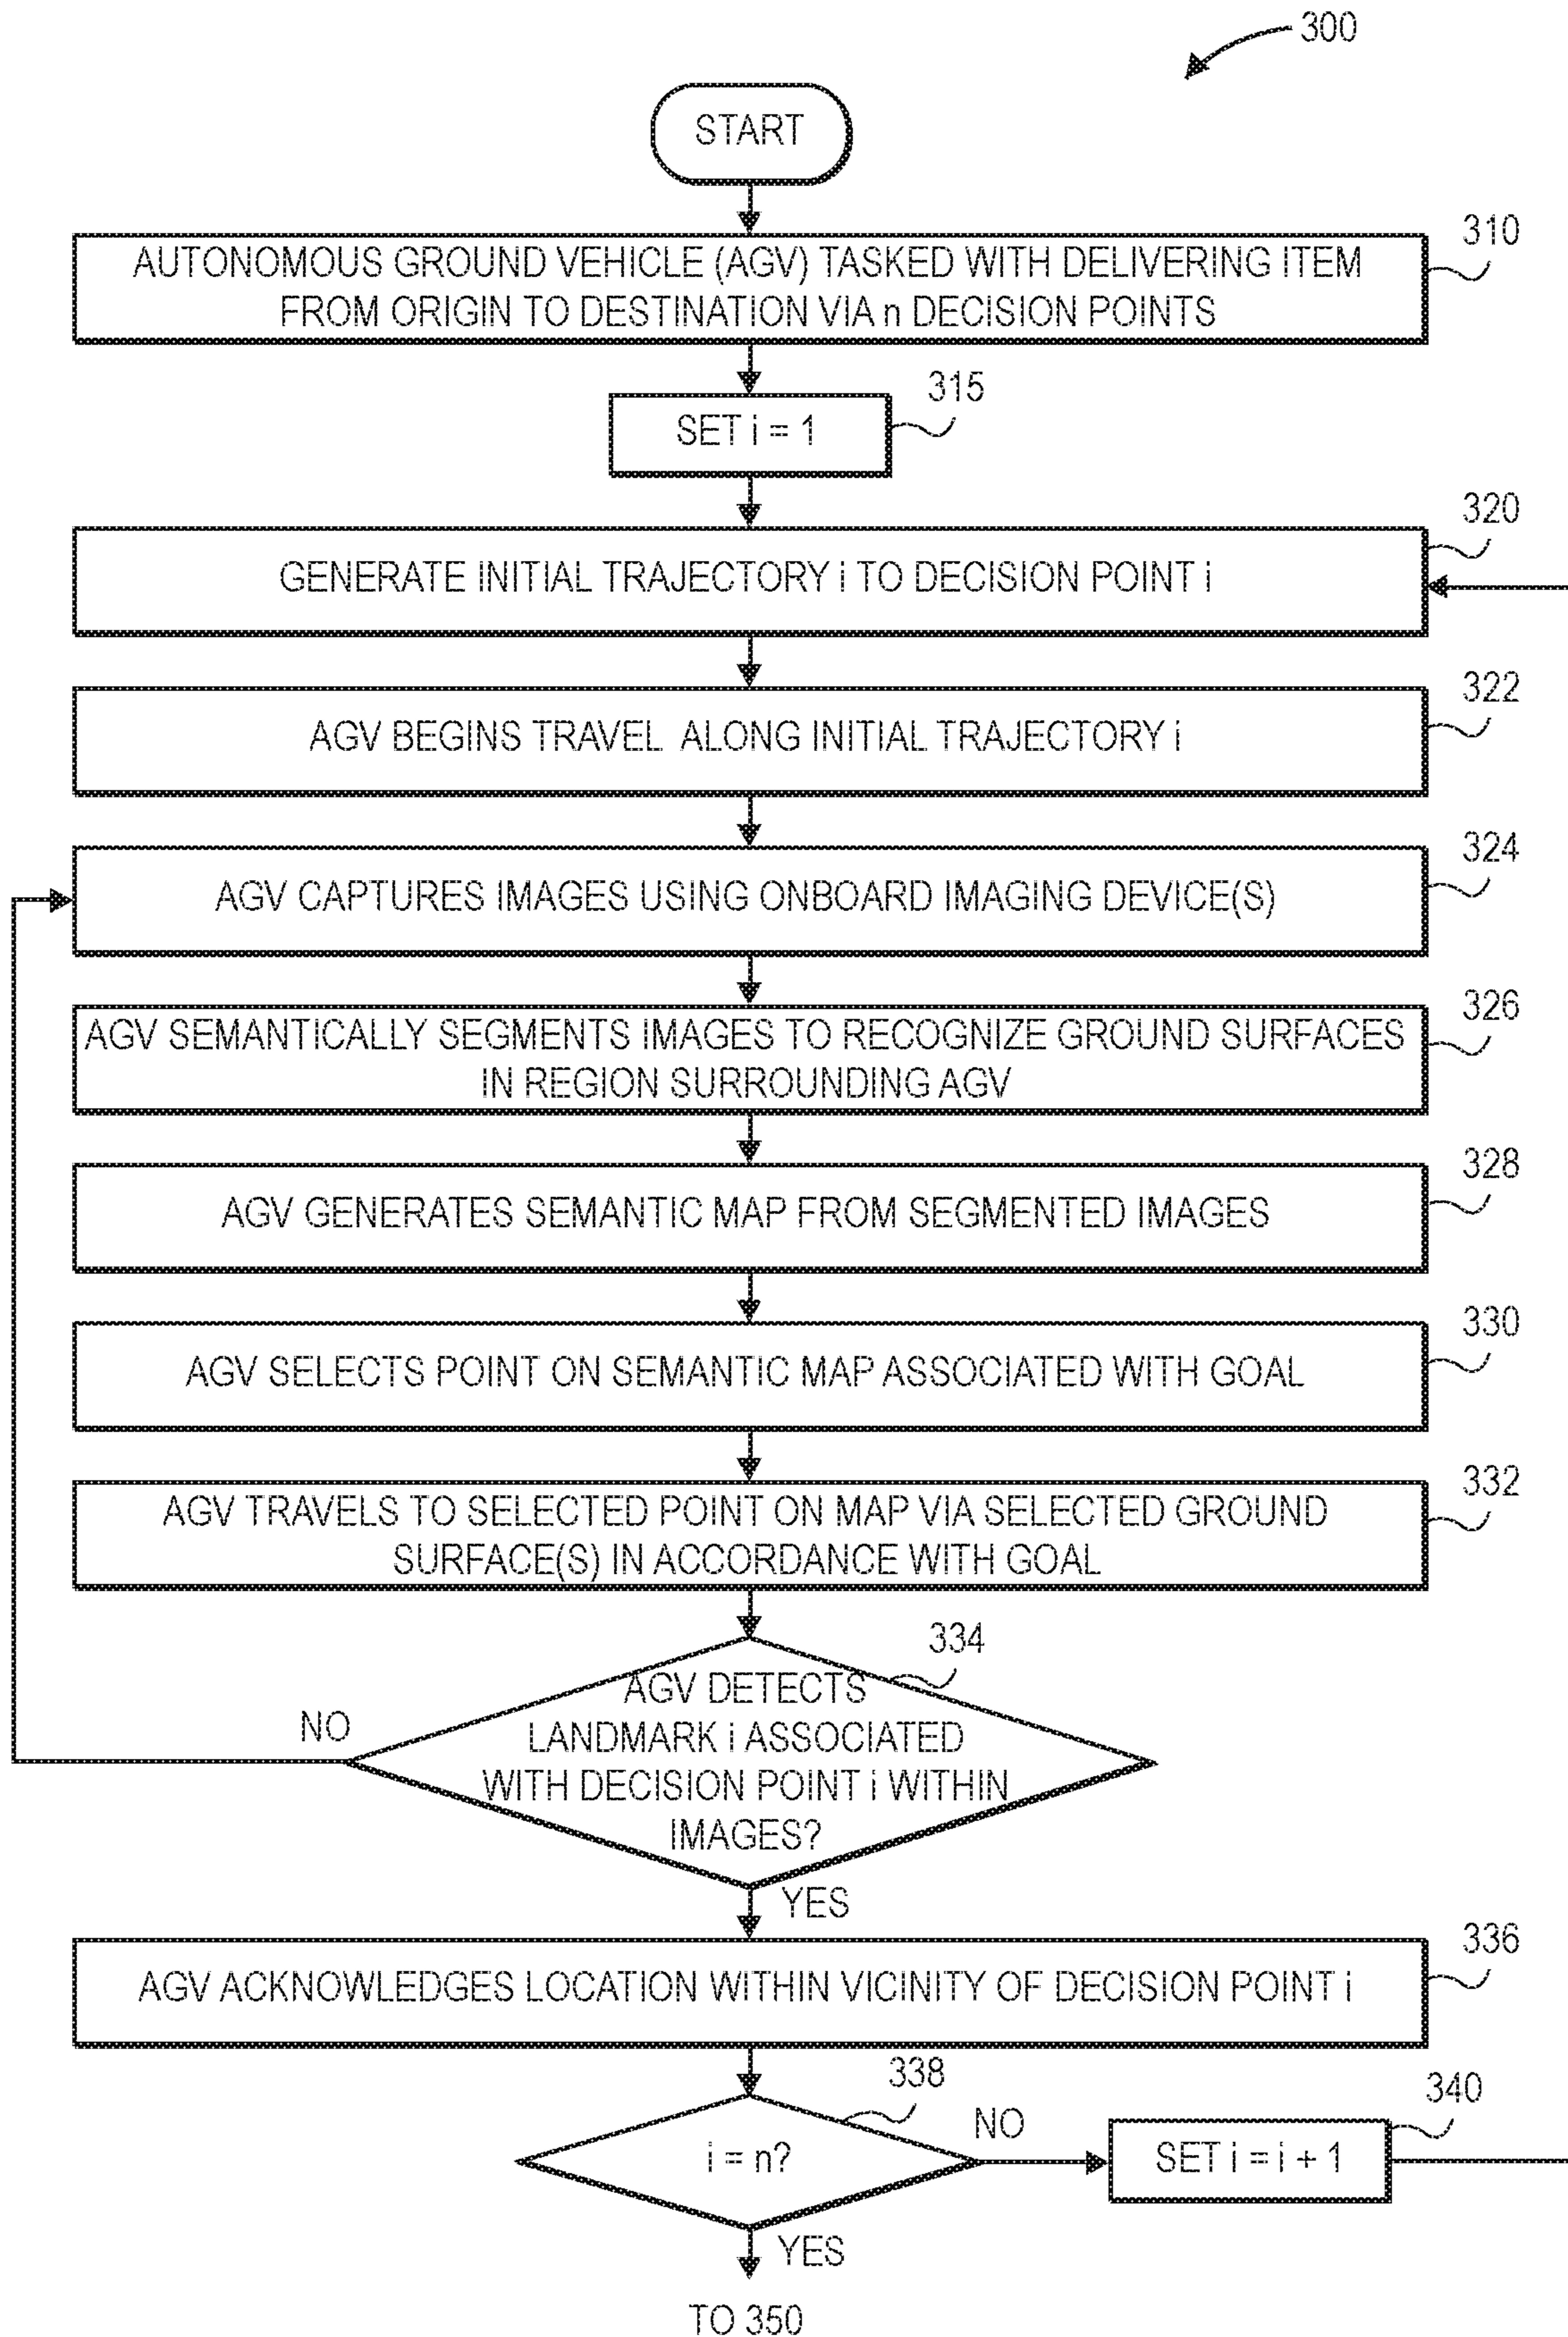 300
START
310
AUTONOMOUS GROUND VEHICLE (AGV) TASKED WITH DELIVERING ITEM
FROM ORIGIN TO DESTINATION VIA n DECISION POINTS
315
SET i = 1
320
GENERATE INITIAL TRAJECTORY i TO DECISION POINT i
322
AGV BEGINS TRAVEL ALONG INITIAL TRAJECTORY i
324
AGV CAPTURES IMAGES USING ONBOARD IMAGING DEVICE(S)
326
AGV SEMANTICALLY SEGMENTS IMAGES TO RECOGNIZE GROUND SURFACES
IN REGION SURROUNDING AGV
328
AGV GENERATES SEMANTIC MAP FROM SEGMENTED IMAGES
330
AGV SELECTS POINT ON SEMANTIC MAP ASSOCIATED WITH GOAL
332
AGV TRAVELS TO SELECTED POINT ON MAP VIA SELECTED GROUND
SURFACE(S) IN ACCORDANCE WITH GOAL
334
AGV DETECTS
NO
LANDMARK i ASSOCIATED
WITH DECISION POINT i WITHIN
IMAGES?
YES
336
AGV ACKNOWLEDGES LOCATION WITHIN VICINITY OF DECISION POINT i
338
340
NO
i = n?
SET i = i + 1
YES
TO 350